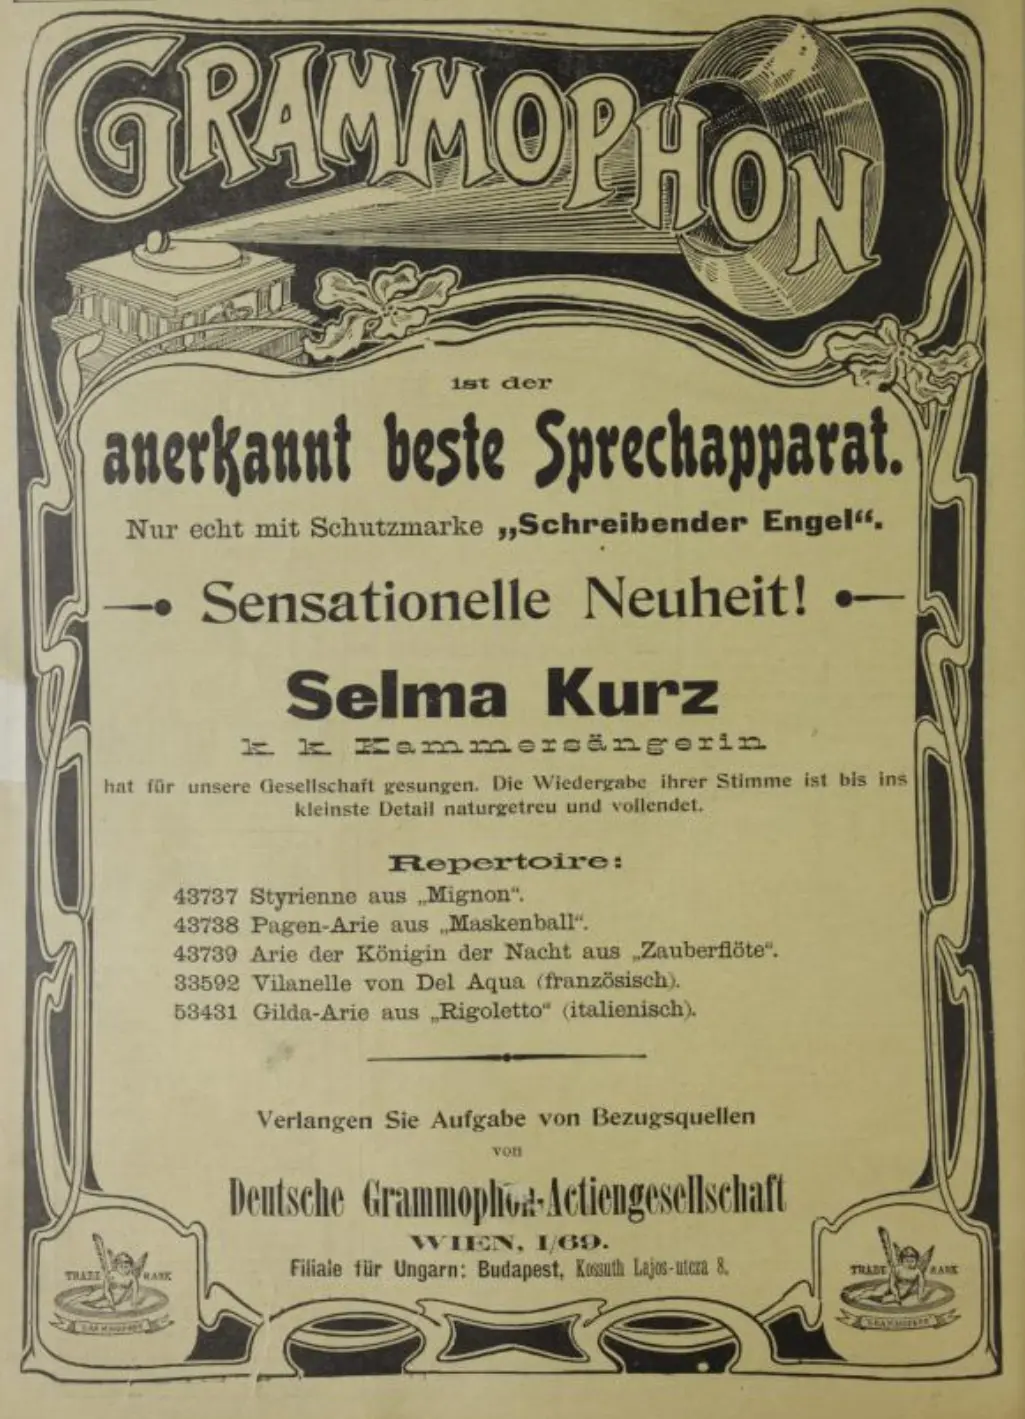 GRAMMOPHON
ist der
anerkannt beste Sprechapparat.
Nur echt mit Schutzmarke „Schreibender Engel“.
Sensationelle Neuheit!
Selma Kurz
k. k. Kammersängerin
hat für unsere Gesellschaft gesungen. Die Wiedergabe ihrer Stimme ist bis ins
kleinste Detail naturgetreu und vollendet.
Repertoire:
43737 Styrienne aus „Mignon“.
43738 Pagen-Arie aus „Maskenball“.
43739 Arie der Königin der Nacht aus „Zauberflöte“.
33592 Vilanelle von Del Aqua (französisch).
53431 Gilda-Arie aus „Rigoletto“ (italienisch).
Verlangen Sie Aufgabe von Bezugsquellen
von
Deutsche Grammophon-Actiengesellschaft
WIEN, I/69.
Filiale für Ungarn: Budapest, Kossuth Lajos-utcza 8.
TRADE MARK
GRAMMOPHON
TRADE MARK
GRAMMOPHON